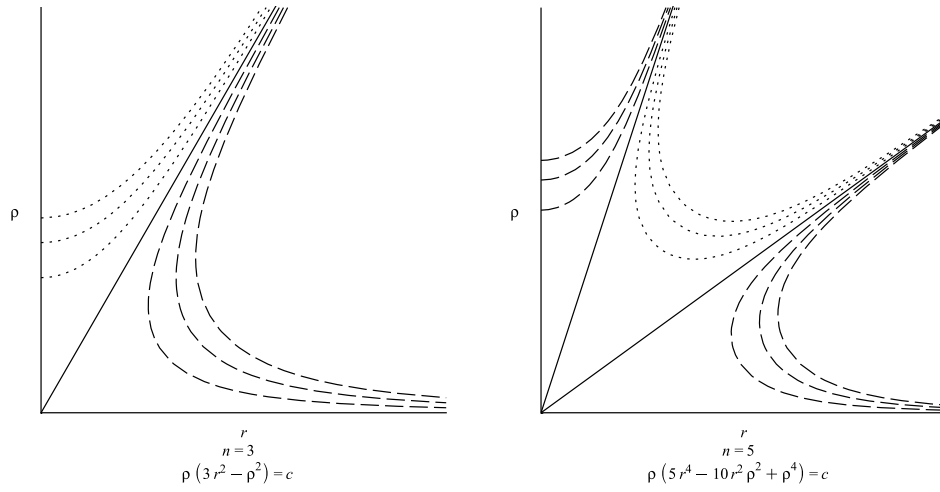 ρ
r
n = 3
ρ (3 r² − ρ²) = c
ρ
r
n = 5
ρ (5 r⁴ − 10 r² ρ² + ρ⁴) = c